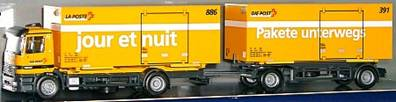 LA POSTE
886
jour et nuit
DIE POST
391
Pakete unterwegs